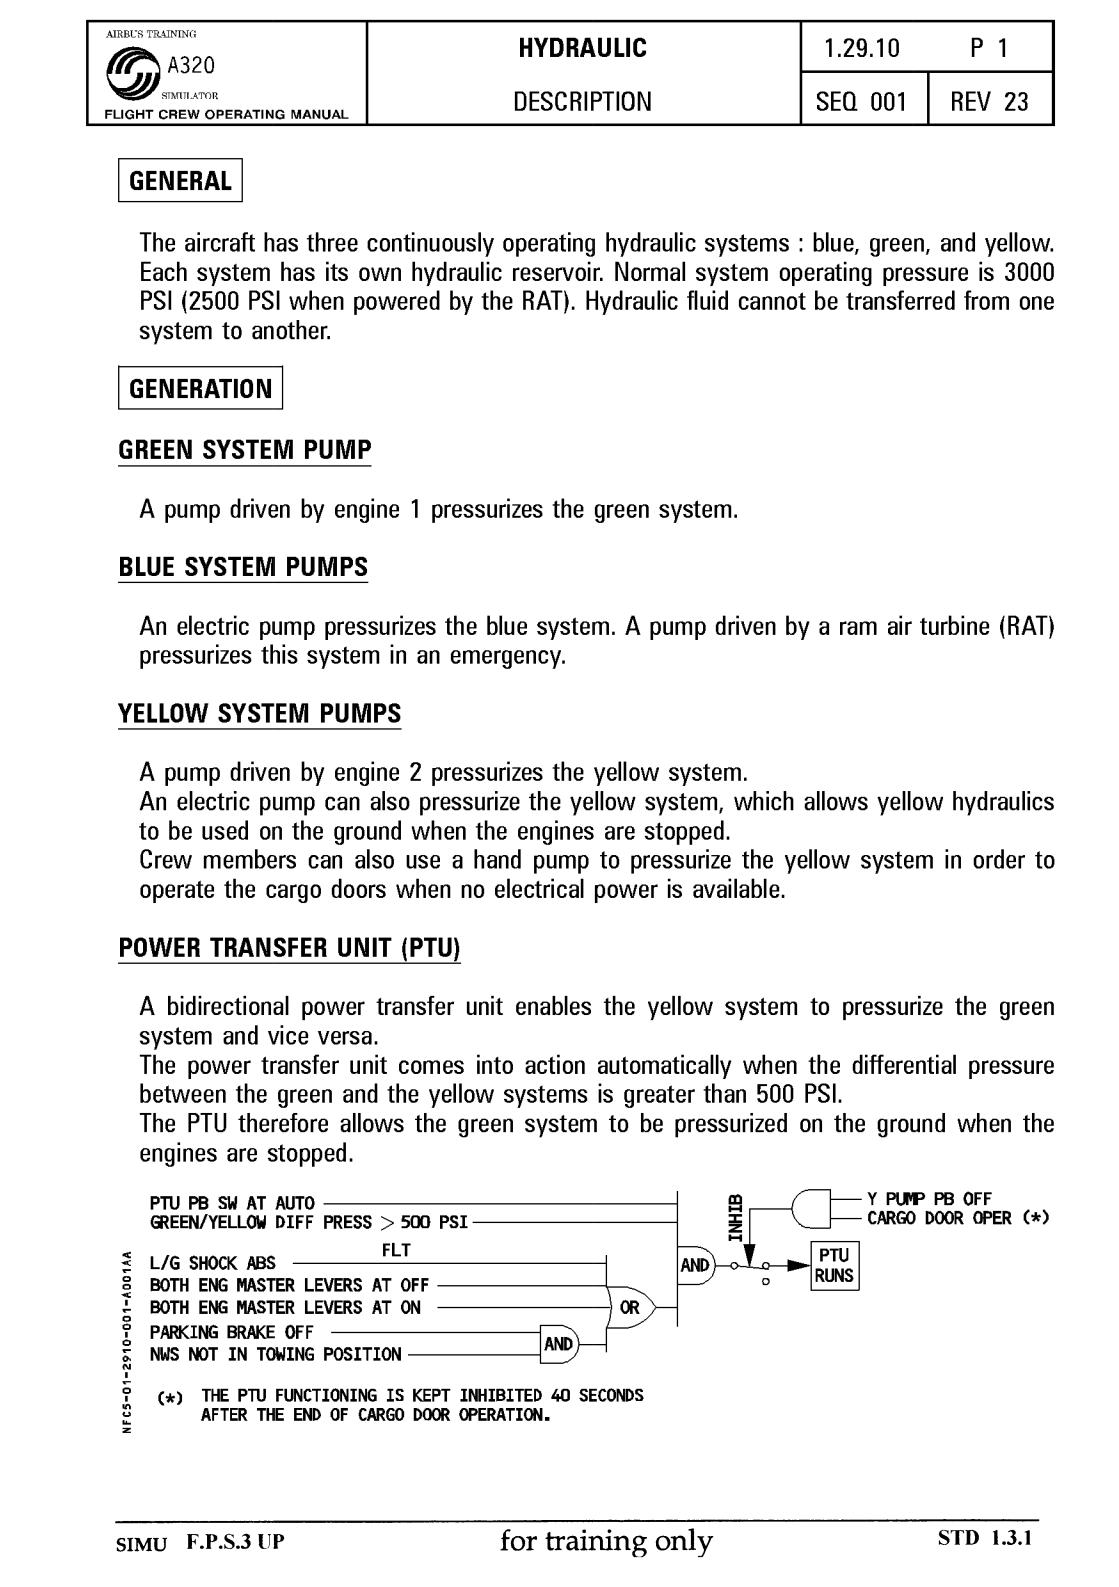 AIRBUS TRAINING
A320
SIMULATOR
FLIGHT CREW OPERATING MANUAL
HYDRAULIC
DESCRIPTION
1.29.10 P 1
SEQ 001 REV 23
GENERAL
The aircraft has three continuously operating hydraulic systems : blue, green, and yellow.
Each system has its own hydraulic reservoir. Normal system operating pressure is 3000
PSI (2500 PSI when powered by the RAT). Hydraulic fluid cannot be transferred from one
system to another.
GENERATION
GREEN SYSTEM PUMP
A pump driven by engine 1 pressurizes the green system.
BLUE SYSTEM PUMPS
An electric pump pressurizes the blue system. A pump driven by a ram air turbine (RAT)
pressurizes this system in an emergency.
YELLOW SYSTEM PUMPS
A pump driven by engine 2 pressurizes the yellow system.
An electric pump can also pressurize the yellow system, which allows yellow hydraulics
to be used on the ground when the engines are stopped.
Crew members can also use a hand pump to pressurize the yellow system in order to
operate the cargo doors when no electrical power is available.
POWER TRANSFER UNIT (PTU)
A bidirectional power transfer unit enables the yellow system to pressurize the green
system and vice versa.
The power transfer unit comes into action automatically when the differential pressure
between the green and the yellow systems is greater than 500 PSI.
The PTU therefore allows the green system to be pressurized on the ground when the
engines are stopped.
PTU PB SW AT AUTO
GREEN/YELLOW DIFF PRESS > 500 PSI
L/G SHOCK ABS FLT
BOTH ENG MASTER LEVERS AT OFF
BOTH ENG MASTER LEVERS AT ON
PARKING BRAKE OFF
NWS NOT IN TOWING POSITION
AND
OR
AND
INHIB
Y PUMP PB OFF
CARGO DOOR OPER (*)
PTU
RUNS
(*) THE PTU FUNCTIONING IS KEPT INHIBITED 40 SECONDS
AFTER THE END OF CARGO DOOR OPERATION.
NFC5-01-2910-001-A001AA
SIMU F.P.S.3 UP for training only STD 1.3.1